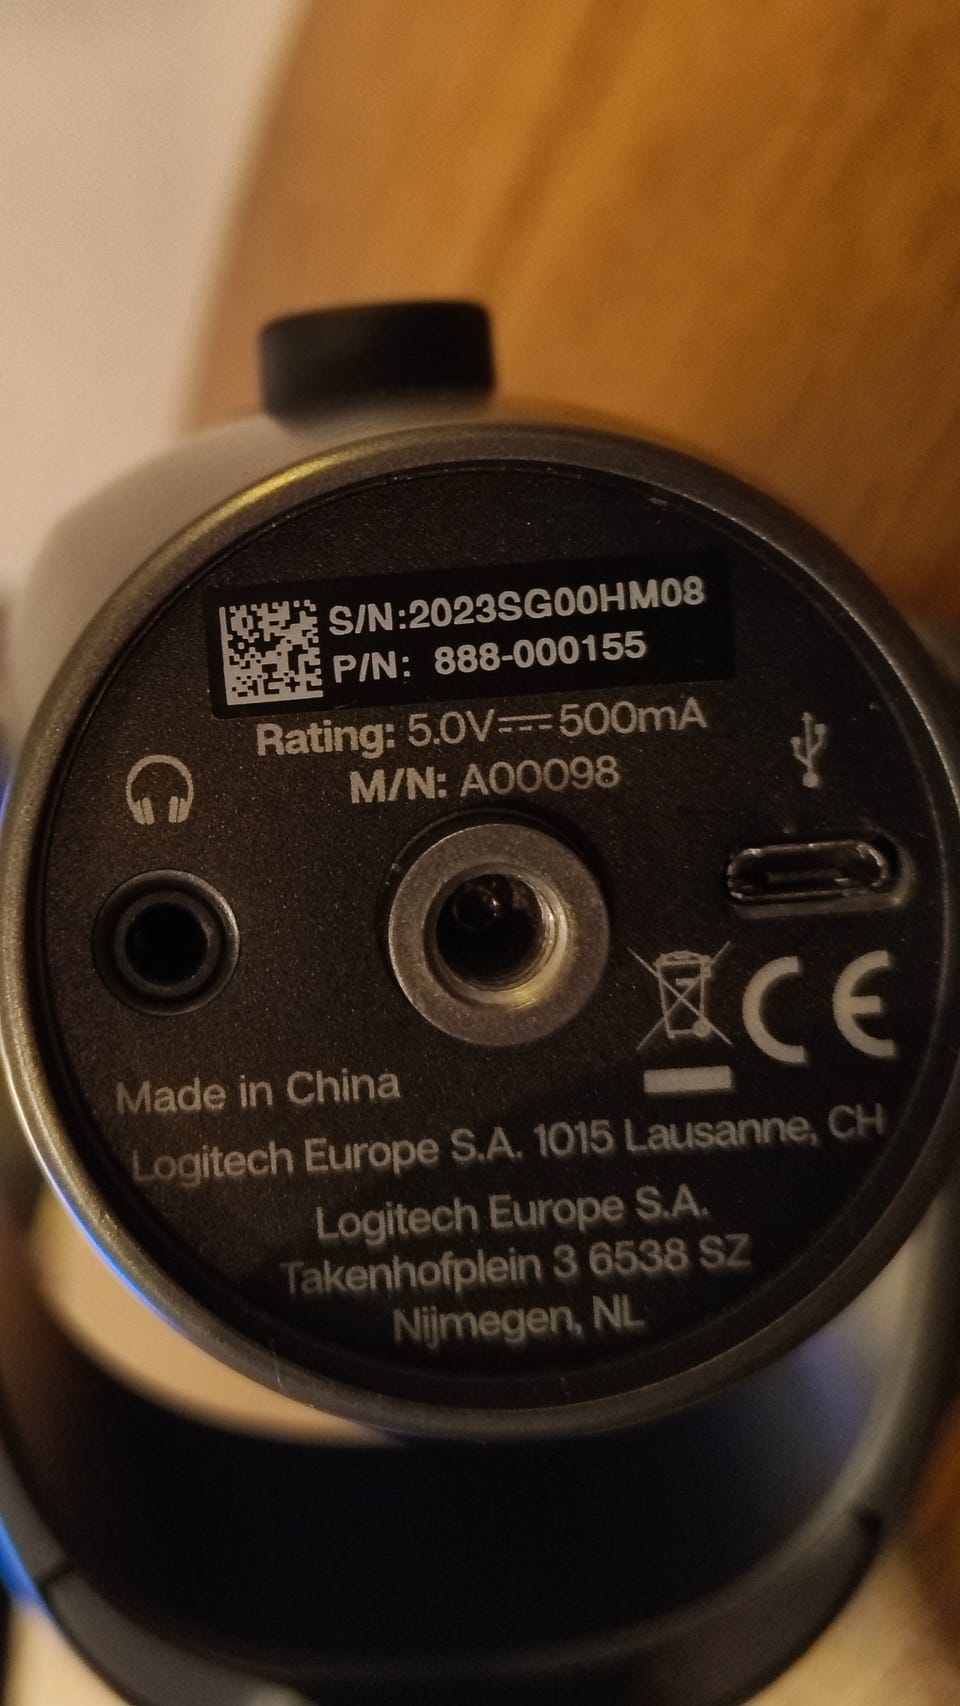 S/N:2023SG00HM08
P/N: 888-000155
Rating: 5.0V⎓500mA
M/N: A00098
CE
Made in China
Logitech Europe S.A. 1015 Lausanne, CH
Logitech Europe S.A.
Takenhofplein 3 6538 SZ
Nijmegen, NL